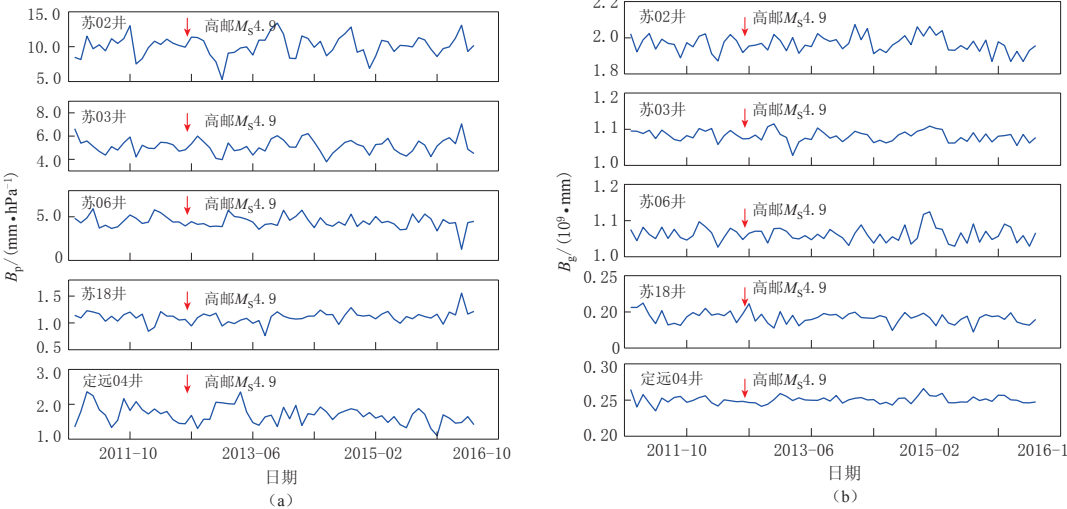 15.0
苏02井
高邮MS4.9
10.0
5.0
8.0
苏03井
高邮MS4.9
6.0
4.0
苏06井
高邮MS4.9
5.0
0
1.5
苏18井
高邮MS4.9
1.0
0.5
3.0
定远04井
高邮MS4.9
2.0
1.0
Bp/(mm•hPa−1)
2011–10
2013–06
2015–02
2016–10
日期
(a)
2.2
苏02井
高邮MS4.9
2.0
1.8
1.2
苏03井
高邮MS4.9
1.1
1.0
1.2
苏06井
高邮MS4.9
1.1
1.0
0.25
苏18井
高邮MS4.9
0.20
0
0.30
定远04井
高邮MS4.9
0.25
0.20
Bg/(10⁹•mm)
2011–10
2013–06
2015–02
2016–1
日期
(b)